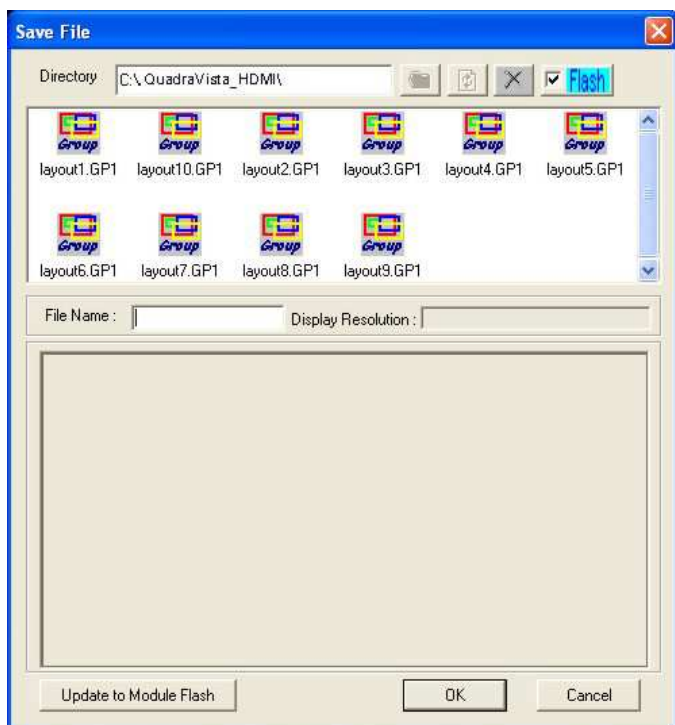 Save File
Directory C:\QuadraVista_HDMI\ Flash
Group Group Group Group Group Group
layout1.GP1 layout10.GP1 layout2.GP1 layout3.GP1 layout4.GP1 layout5.GP1
Group Group Group Group
layout6.GP1 layout7.GP1 layout8.GP1 layout9.GP1
File Name : Display Resolution :
Update to Module Flash OK Cancel